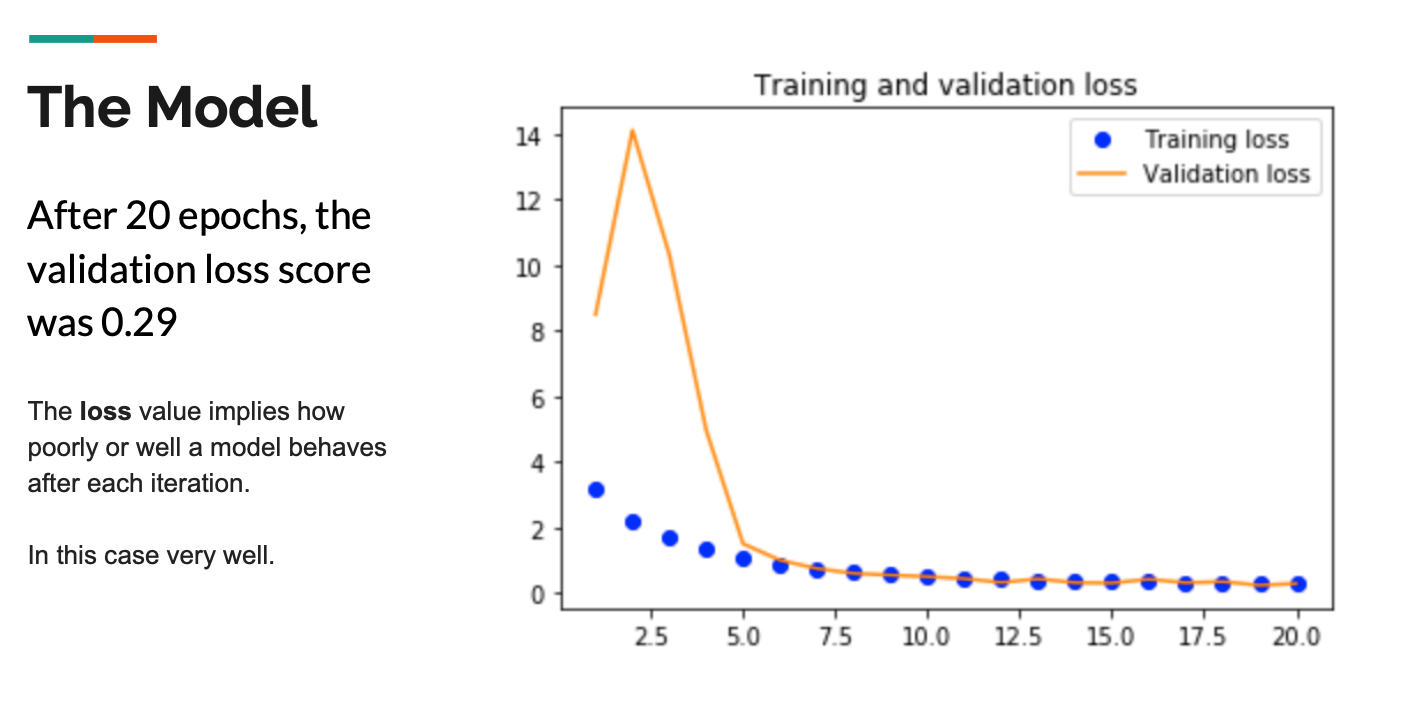 The Model
After 20 epochs, the
validation loss score
was 0.29
The loss value implies how
poorly or well a model behaves
after each iteration.
In this case very well.
Training and validation loss
Training loss
Validation loss
14
12
10
8
6
4
2
0
2.5 5.0 7.5 10.0 12.5 15.0 17.5 20.0